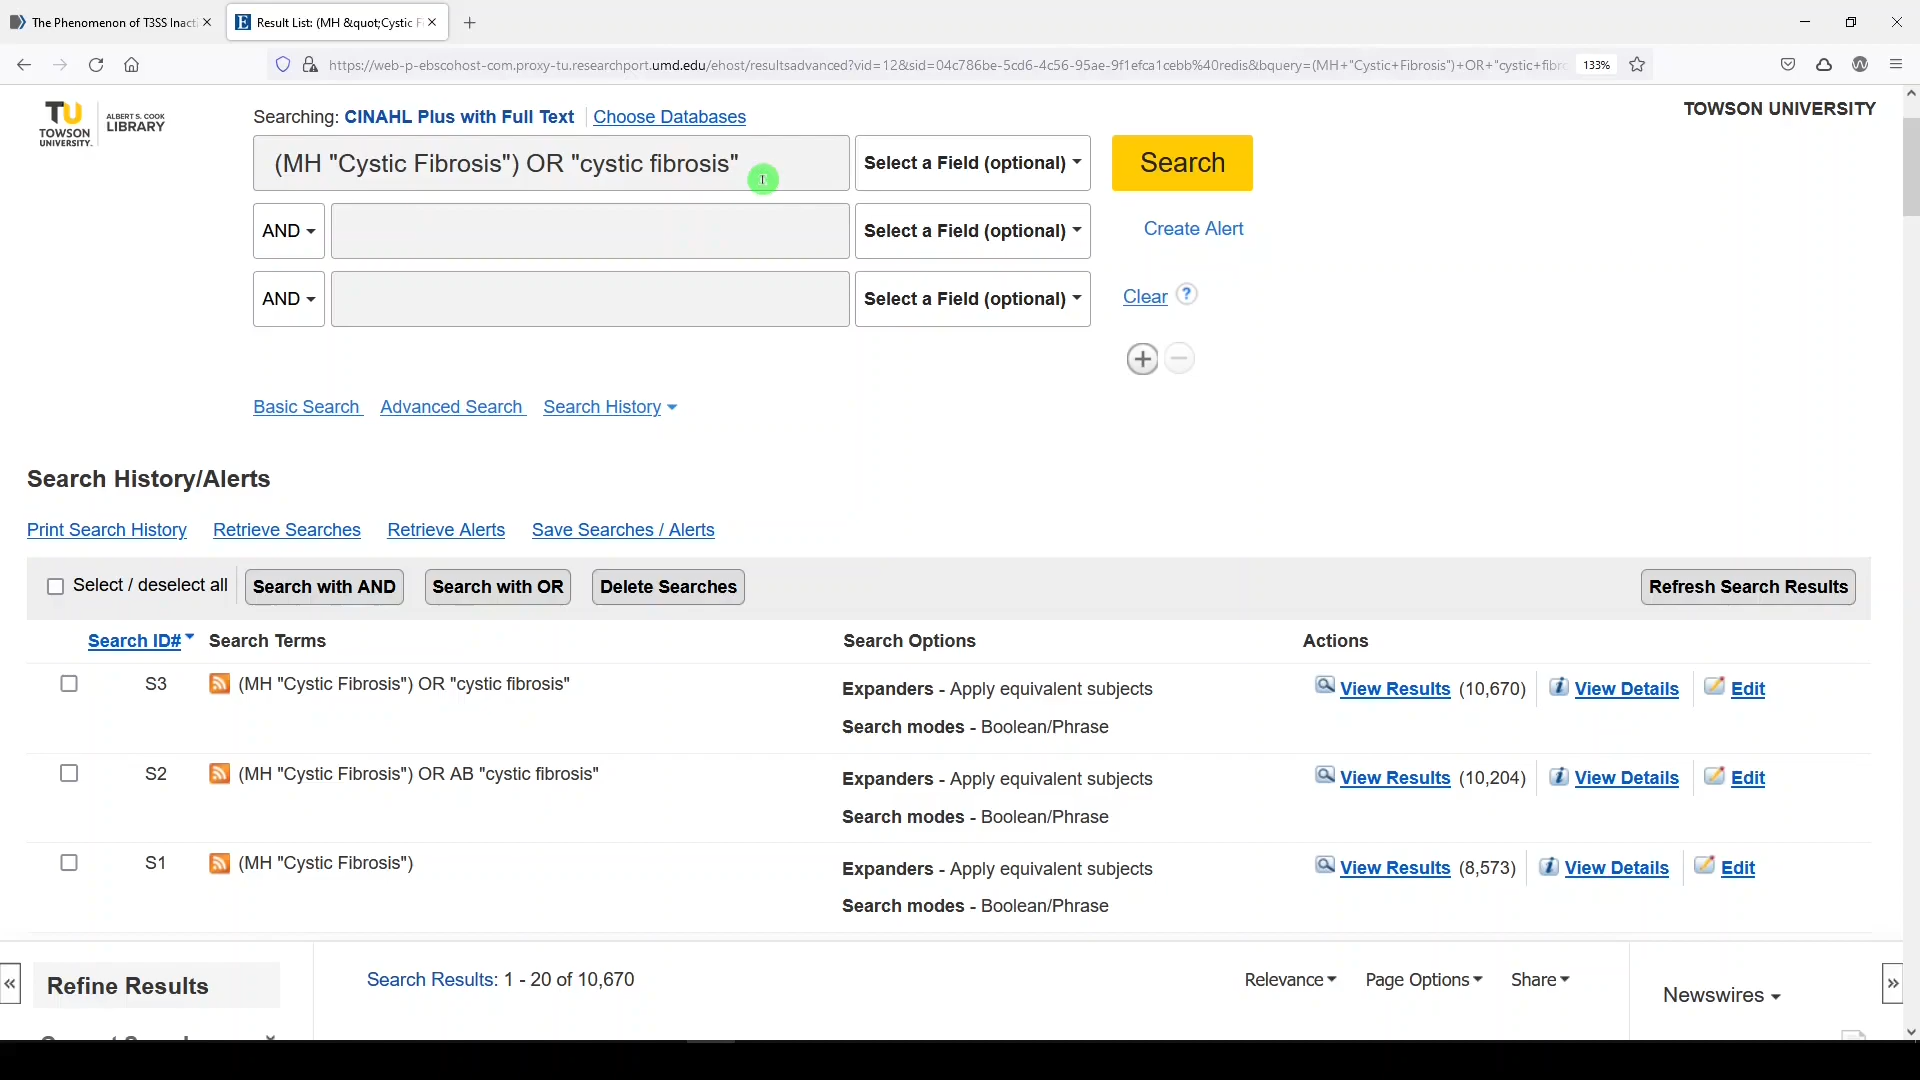 The Phenomenon of T3SS Inacti
Result List: (MH &quot;Cystic F
https://web-p-ebscohost-com.proxy-tu.researchport.umd.edu/ehost/resultsadvanced?vid=12&sid=04c786be-5cd6-4c56-95ae-9f1efca1cebb%40redis&bquery=(MH+"Cystic+Fibrosis")+OR+"cystic+fibro
133%
TU
TOWSON
UNIVERSITY.
ALBERT S. COOK
LIBRARY
Searching: CINAHL Plus with Full Text
Choose Databases
TOWSON UNIVERSITY
(MH "Cystic Fibrosis") OR "cystic fibrosis"
Select a Field (optional)
Search
AND
Select a Field (optional)
Create Alert
AND
Select a Field (optional)
Clear ?
Basic Search Advanced Search Search History
Search History/Alerts
Print Search History Retrieve Searches Retrieve Alerts Save Searches / Alerts
Select / deselect all Search with AND Search with OR Delete Searches Refresh Search Results
Search ID# Search Terms Search Options Actions
S3 (MH "Cystic Fibrosis") OR "cystic fibrosis" Expanders - Apply equivalent subjects View Results (10,670) View Details Edit
Search modes - Boolean/Phrase
S2 (MH "Cystic Fibrosis") OR AB "cystic fibrosis" Expanders - Apply equivalent subjects View Results (10,204) View Details Edit
Search modes - Boolean/Phrase
S1 (MH "Cystic Fibrosis") Expanders - Apply equivalent subjects View Results (8,573) View Details Edit
Search modes - Boolean/Phrase
Refine Results
Search Results: 1 - 20 of 10,670
Relevance Page Options Share
Newswires